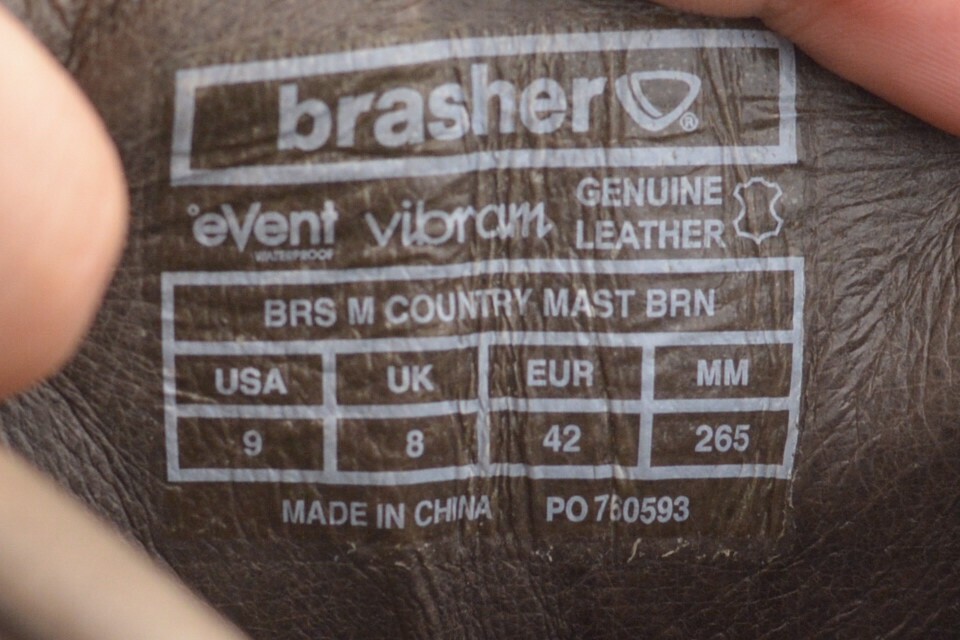 brasher®
eVent vibram GENUINE
WATERPROOF LEATHER
BRS M COUNTRY MAST BRN
USA UK EUR MM
9 8 42 265
MADE IN CHINA PO 760593